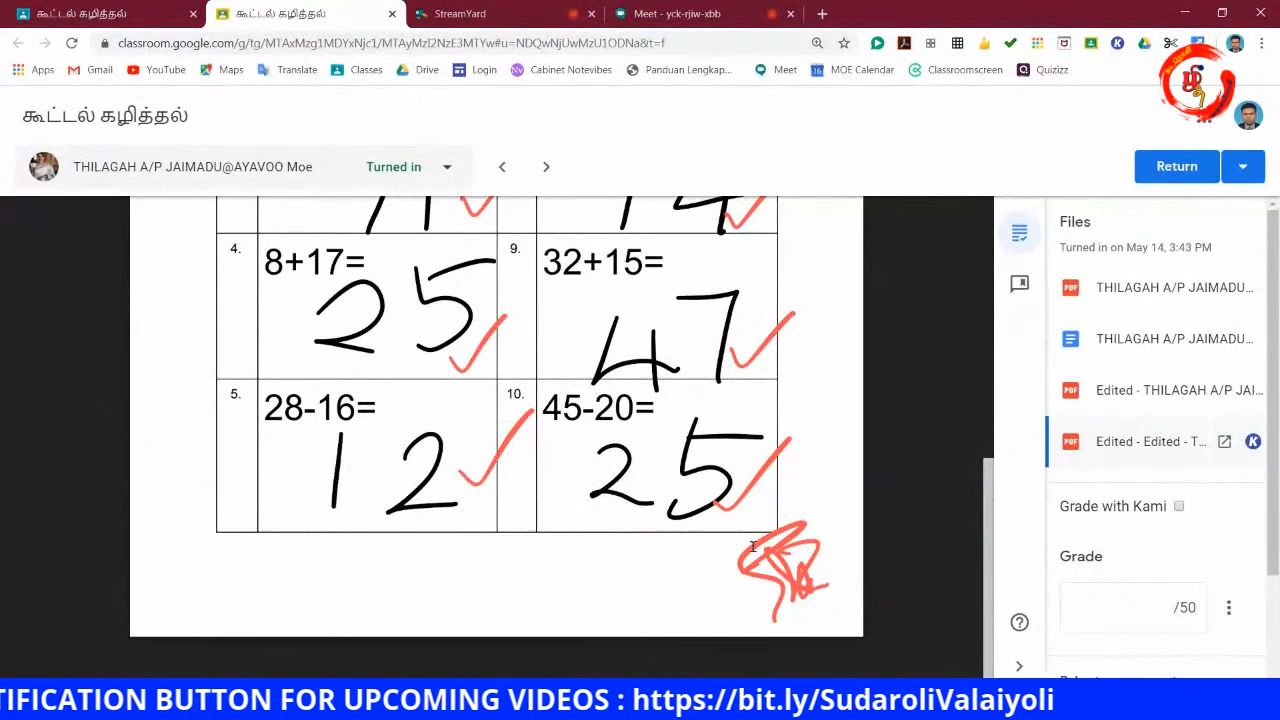 கூட்டல் கழித்தல்
கூட்டல் கழித்தல்
StreamYard
Meet - yck-rjiw-xbb
classroom.google.com/g/tg/
Apps
Gmail
YouTube
Maps
Translate
Classes
Drive
Login
Cabinet Notevibes
Panduan Lengkap...
Meet
MOE Calendar
Classroomscreen
Quizizz
கூட்டல் கழித்தல்
THILAGAH A/P JAIMADU@AYAVOO Moe
Turned in
Return
4. 8+17=
25
9. 32+15=
47
5. 28-16=
12
10. 45-20=
25
Files
Turned in on May 14, 3:43 PM
THILAGAH A/P JAIMADU...
THILAGAH A/P JAIMADU...
Edited - THILAGAH A/P JAI...
Edited - Edited - T...
Grade with Kami
Grade
/50
TIFICATION BUTTON FOR UPCOMING VIDEOS : https://bit.ly/SudaroliValaiyoli